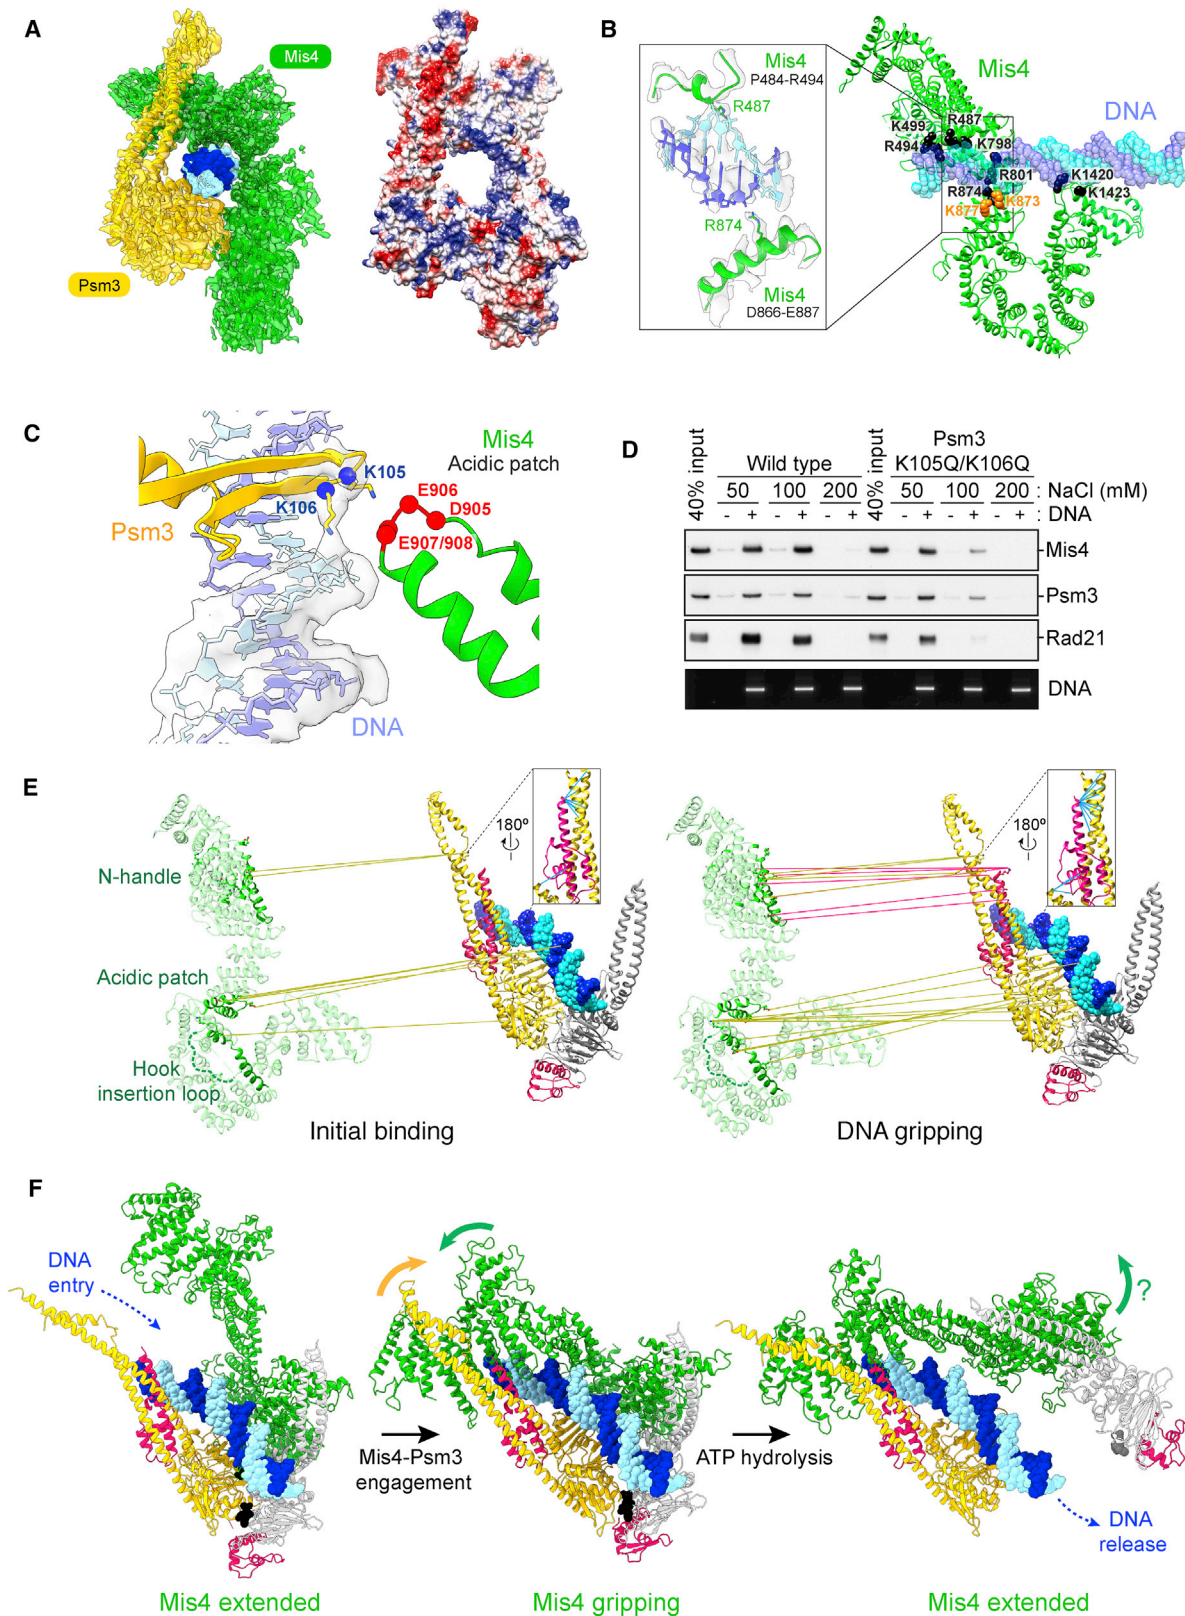 A
Mis4
Psm3
B
Mis4
P484-R494
R487
R874
Mis4
D866-E887
Mis4
DNA
K499
R487
R494
K798
R801
K1420
R874
K1423
K877
K873
C
Mis4
Acidic patch
K105
E906
K106
D905
Psm3
E907/908
DNA
D
40% input
Wild type
40% input
Psm3
K105Q/K106Q
50 100 200 50 100 200 : NaCl (mM)
- + - + - + - + - + - + : DNA
Mis4
Psm3
Rad21
DNA
E
180º
180º
N-handle
Acidic patch
Hook
insertion loop
Initial binding
DNA gripping
F
DNA
entry
?
Mis4-Psm3
engagement
ATP hydrolysis
DNA
release
Mis4 extended
Mis4 gripping
Mis4 extended